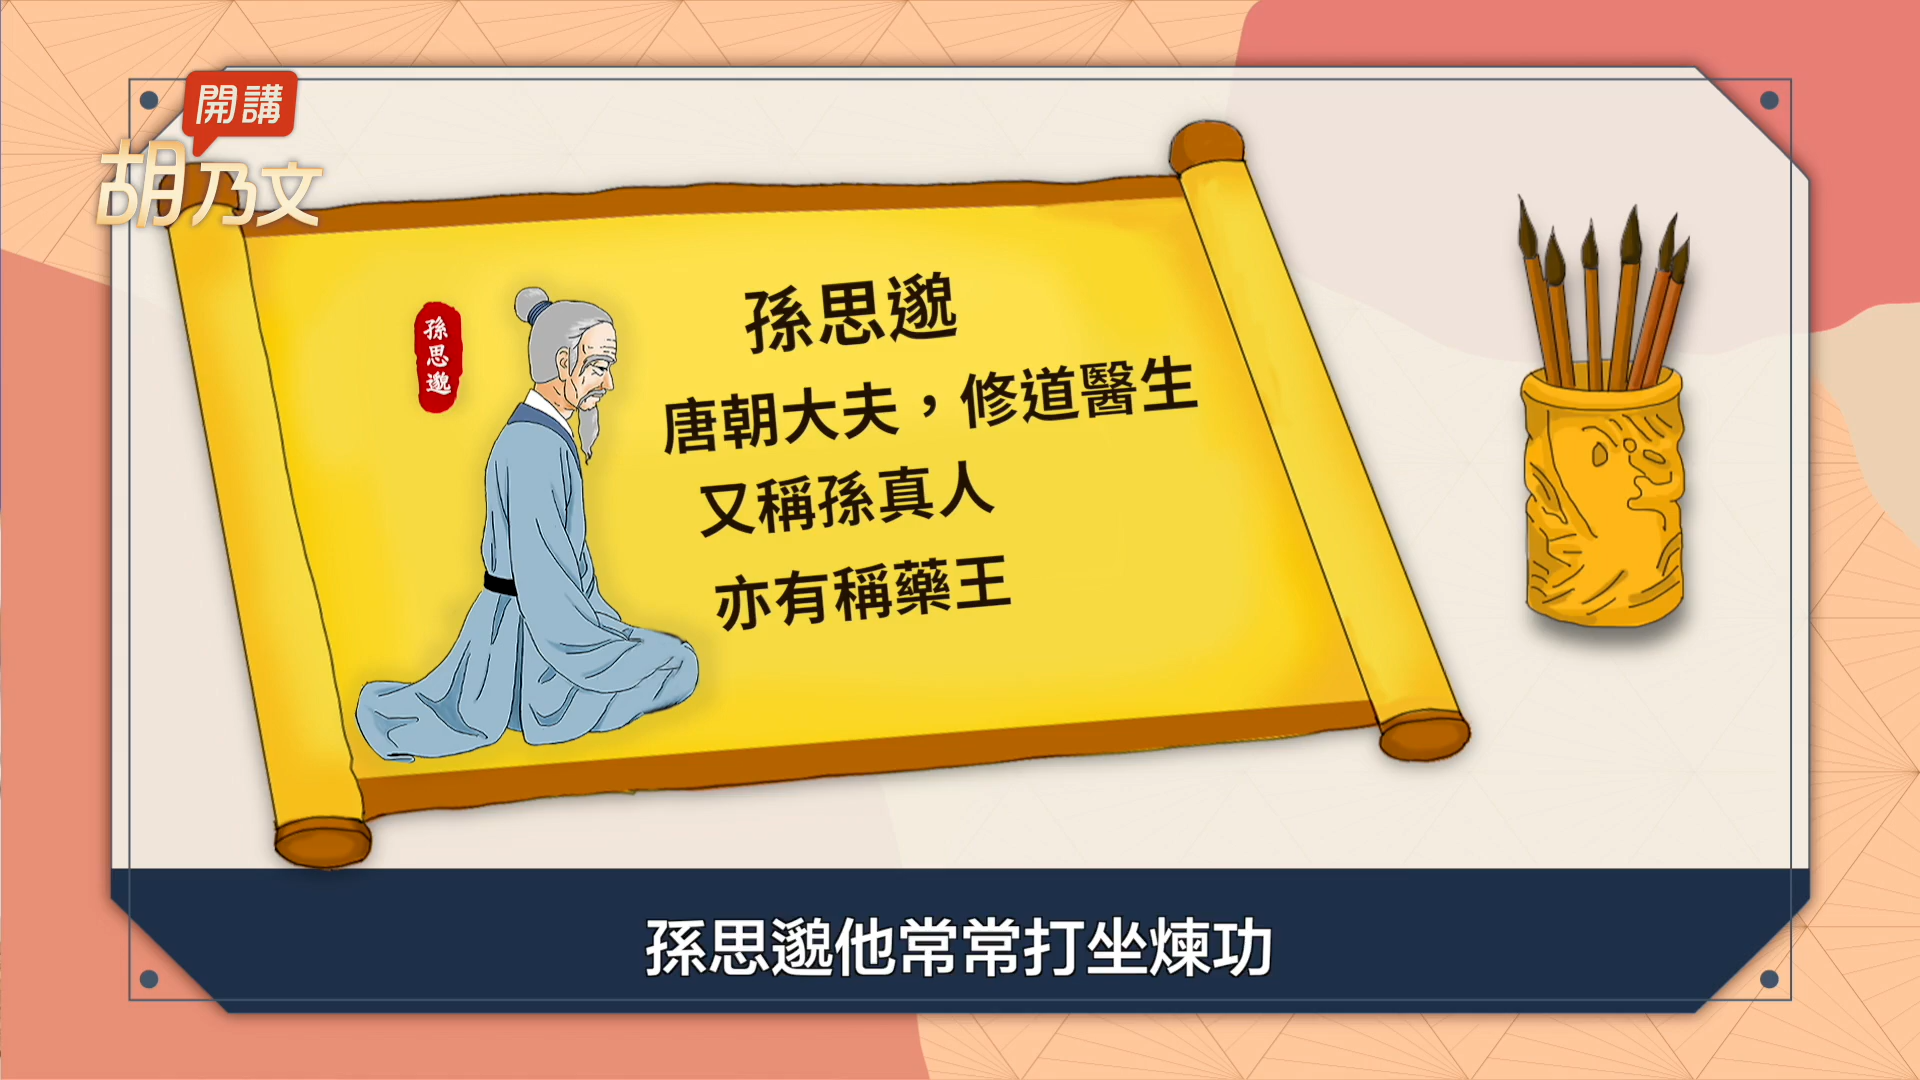 開講
胡乃文
孫思邈
孫思邈
唐朝大夫，修道醫生
又稱孫真人
亦有稱藥王
孫思邈他常常打坐煉功